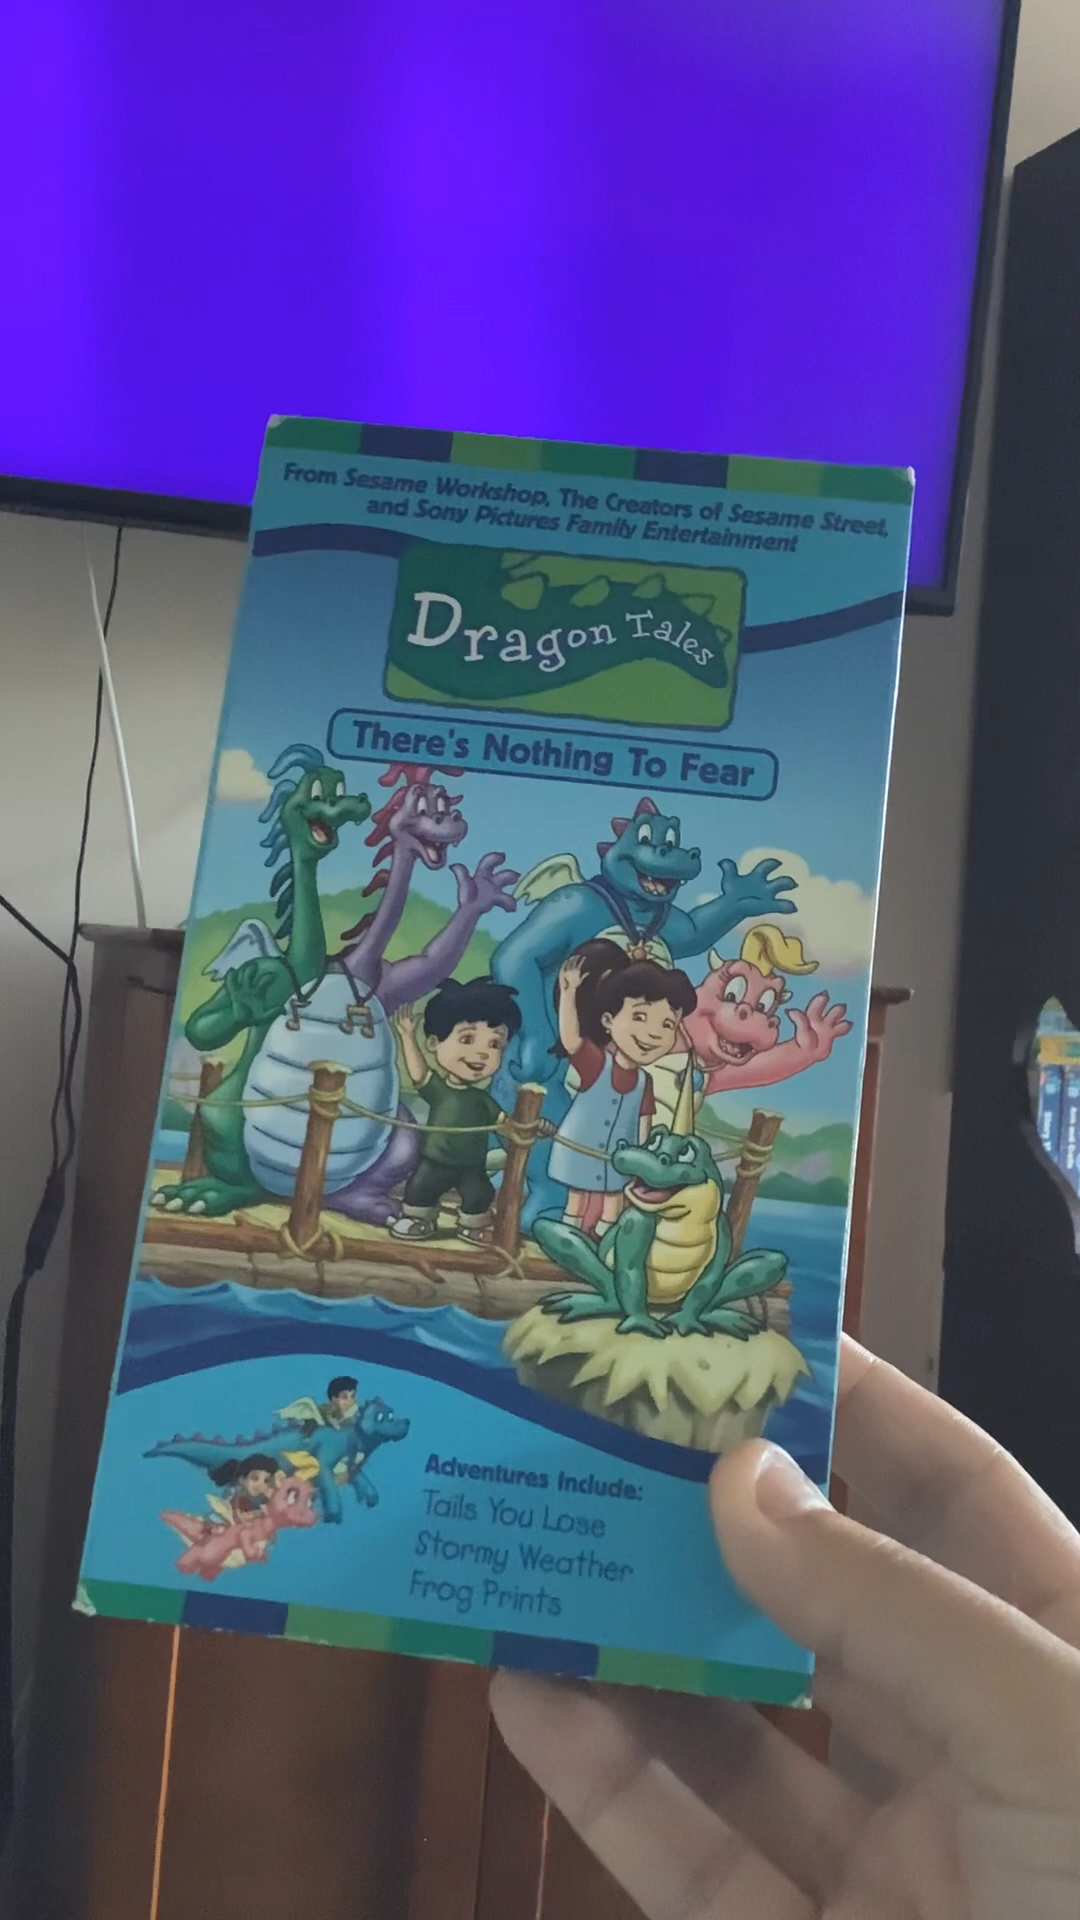 From Sesame Workshop, The Creators of Sesame Street,
and Sony Pictures Family Entertainment
Dragon Tales
There's Nothing To Fear
Adventures Include:
Tails You Lose
Stormy Weather
Frog Prints